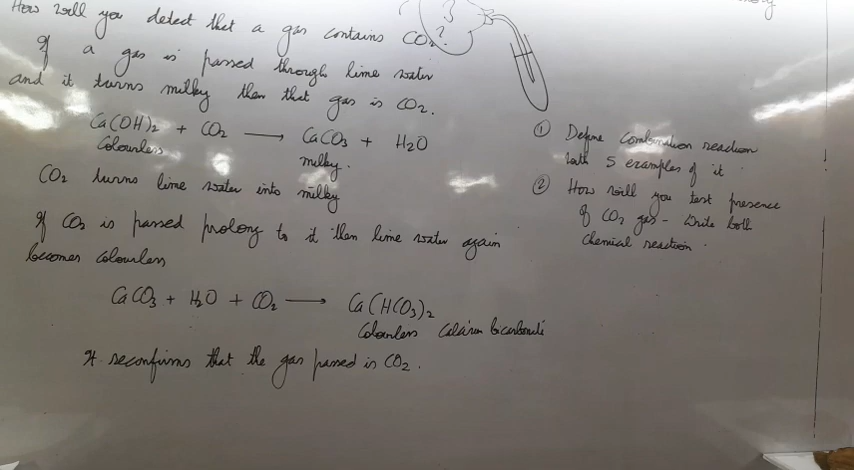 How will you detect that a gas contains CO₂?
If a gas is passed through lime water
and it turns milky then that gas is CO₂.
Ca(OH)₂ + CO₂ ⟶ CaCO₃ + H₂O
Colourless milky.
CO₂ turns lime water into milky
If CO₂ is passed prolong to it then lime water again
becomes colourless
CaCO₃ + H₂O + CO₂ ⟶ Ca(HCO₃)₂
Colourless Calcium bicarbonate
It reconfirms that the gas passed is CO₂.
① Define Combination reaction
with 5 examples of it
② How will you test presence
of CO₂ gas - Write both
Chemical reaction.